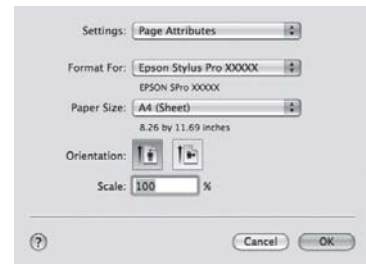 Settings: Page Attributes
Format For: Epson Stylus Pro XXXXX
EPSON SPro XXXXX
Paper Size: A4 (Sheet)
8.26 by 11.69 inches
Orientation:
Scale: 100 %
? Cancel OK